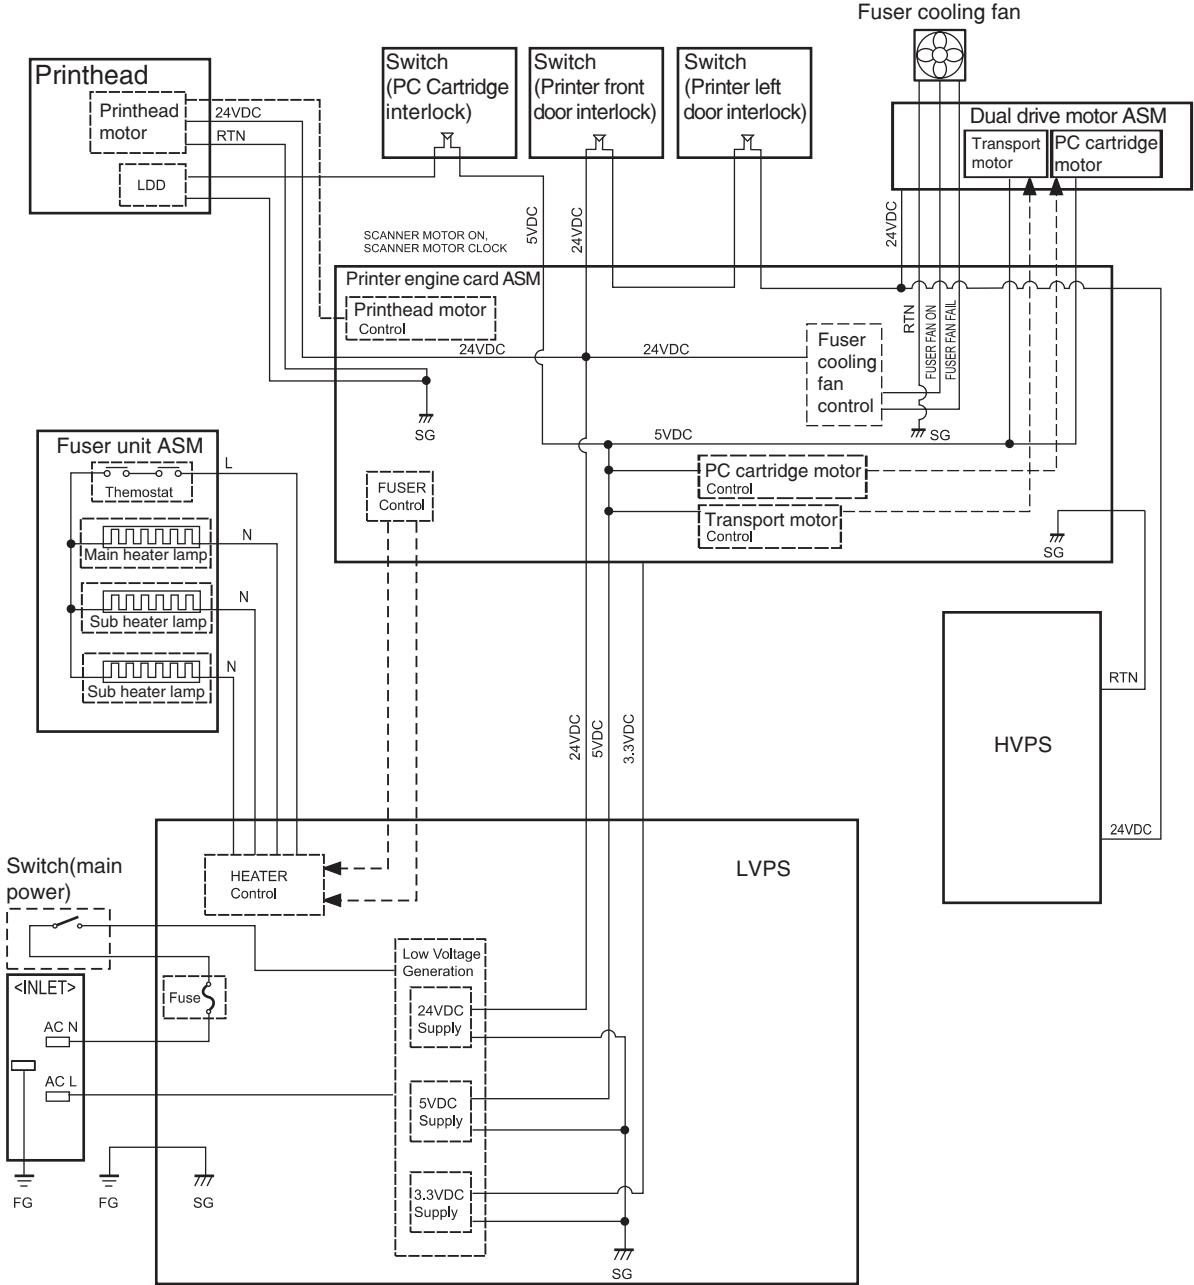 Fuser cooling fan
Printhead
Printhead
motor
24VDC
RTN
LDD
Switch
(PC Cartridge
interlock)
Switch
(Printer front
door interlock)
Switch
(Printer left
door interlock)
Dual drive motor ASM
Transport
motor
PC cartridge
motor
SCANNER MOTOR ON,
SCANNER MOTOR CLOCK
5VDC
24VDC
24VDC
Printer engine card ASM
Printhead motor
Control
24VDC
24VDC
Fuser
cooling
fan
control
RTN
FUSER FAN ON
FUSER FAN FAIL
SG
SG
5VDC
PC cartridge motor
Control
Transport motor
Control
SG
FUSER
Control
Fuser unit ASM
L
Themostat
N
Main heater lamp
N
Sub heater lamp
N
Sub heater lamp
24VDC
5VDC
3.3VDC
RTN
HVPS
24VDC
LVPS
HEATER
Control
Switch(main
power)
<INLET>
Fuse
AC N
AC L
FG
FG
SG
Low Voltage
Generation
24VDC
Supply
5VDC
Supply
3.3VDC
Supply
SG